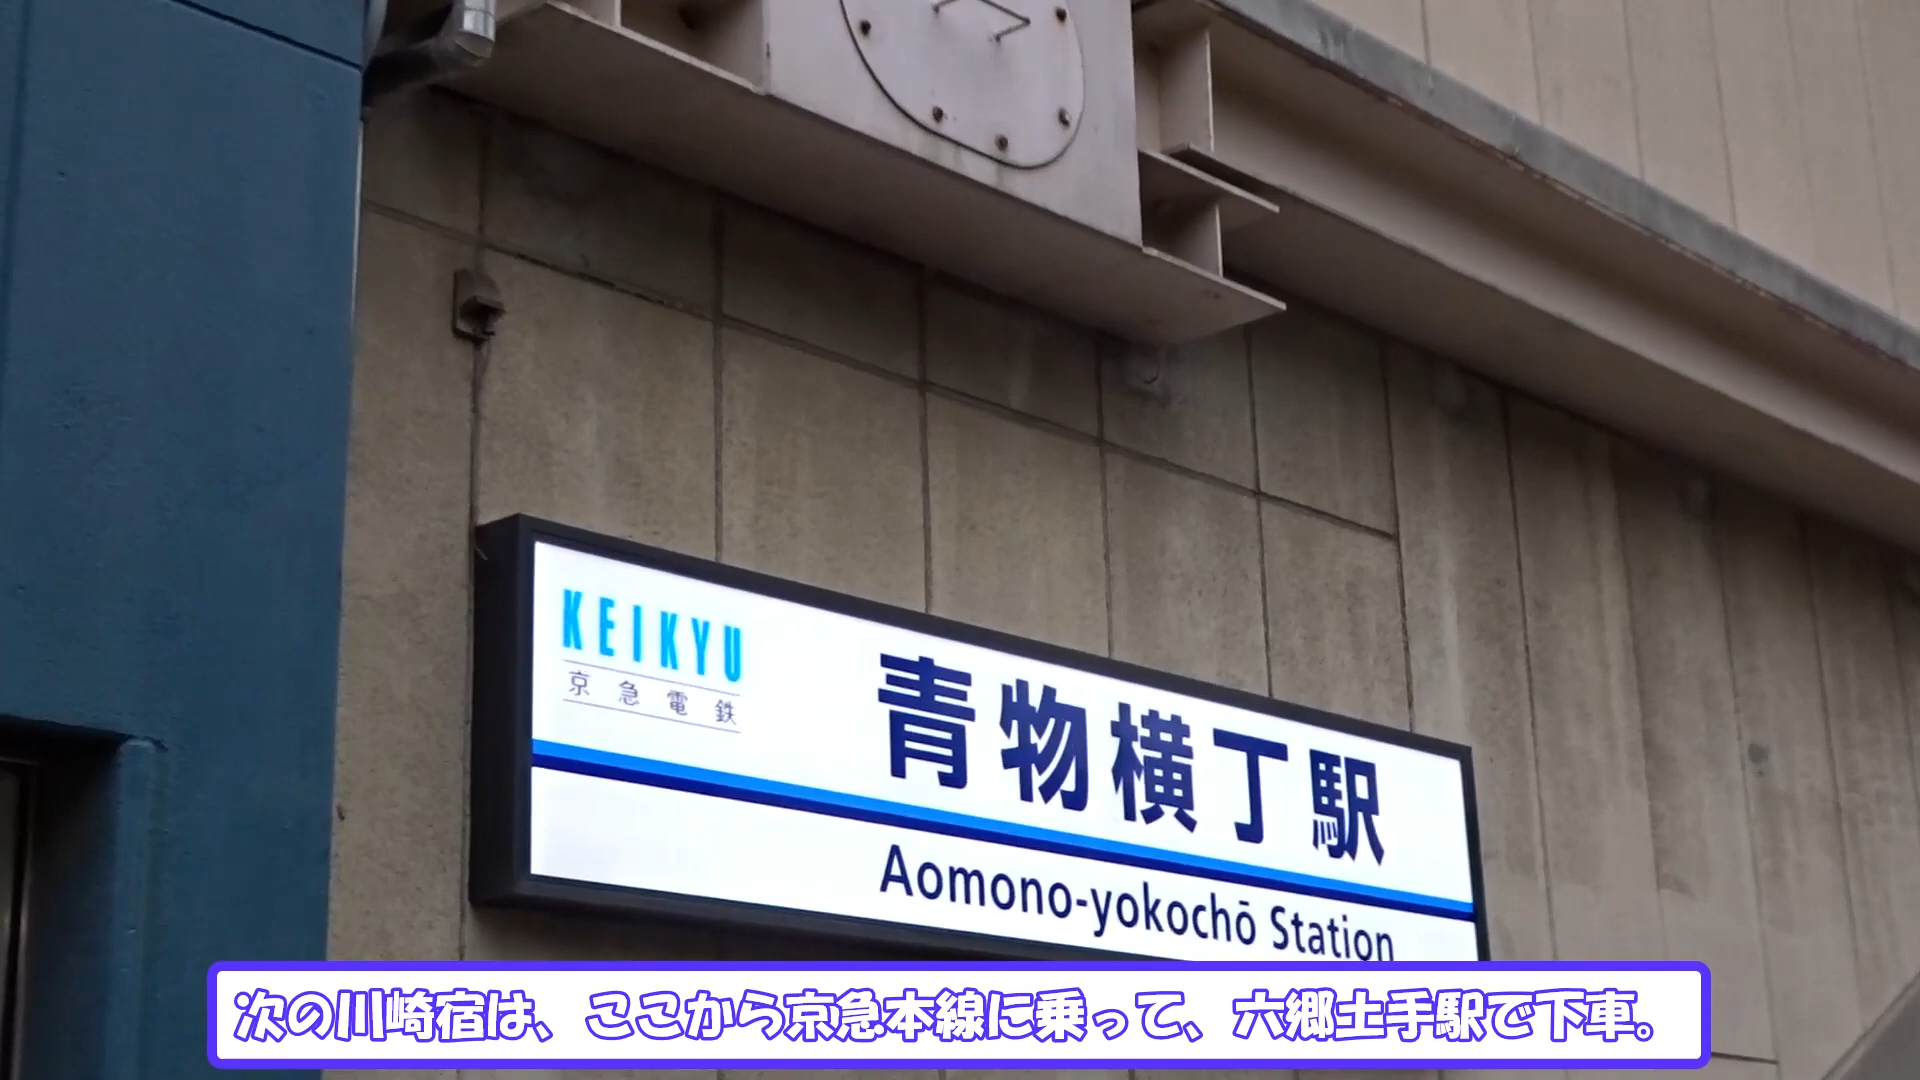 KEIKYU
京急電鉄
青物横丁駅
Aomono-yokochō Station
次の川崎宿は、ここから京急本線に乗って、六郷土手駅で下車。